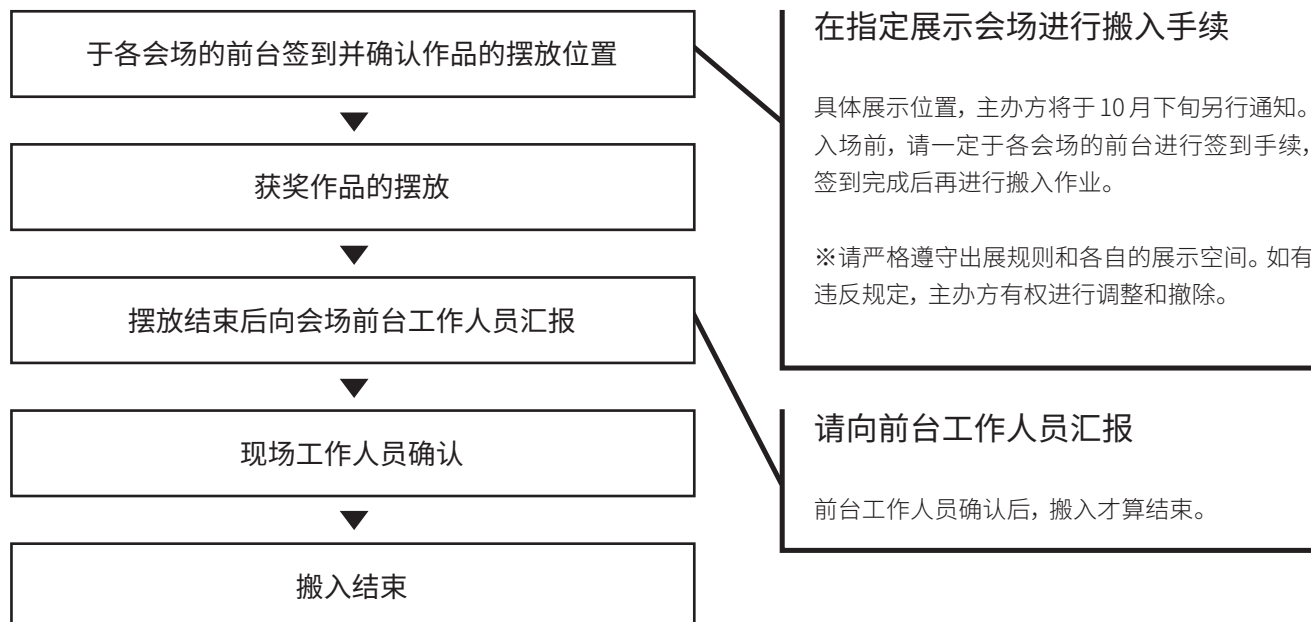 于各会场的前台签到并确认作品的摆放位置
▼
获奖作品的摆放
▼
摆放结束后向会场前台工作人员汇报
▼
现场工作人员确认
▼
搬入结束
在指定展示会场进行搬入手续
具体展示位置，主办方将于 10 月下旬另行通知。
入场前，请一定于各会场的前台进行签到手续，
签到完成后再进行搬入作业。
※请严格遵守出展规则和各自的展示空间。如有
违反规定，主办方有权进行调整和撤除。
请向前台工作人员汇报
前台工作人员确认后，搬入才算结束。